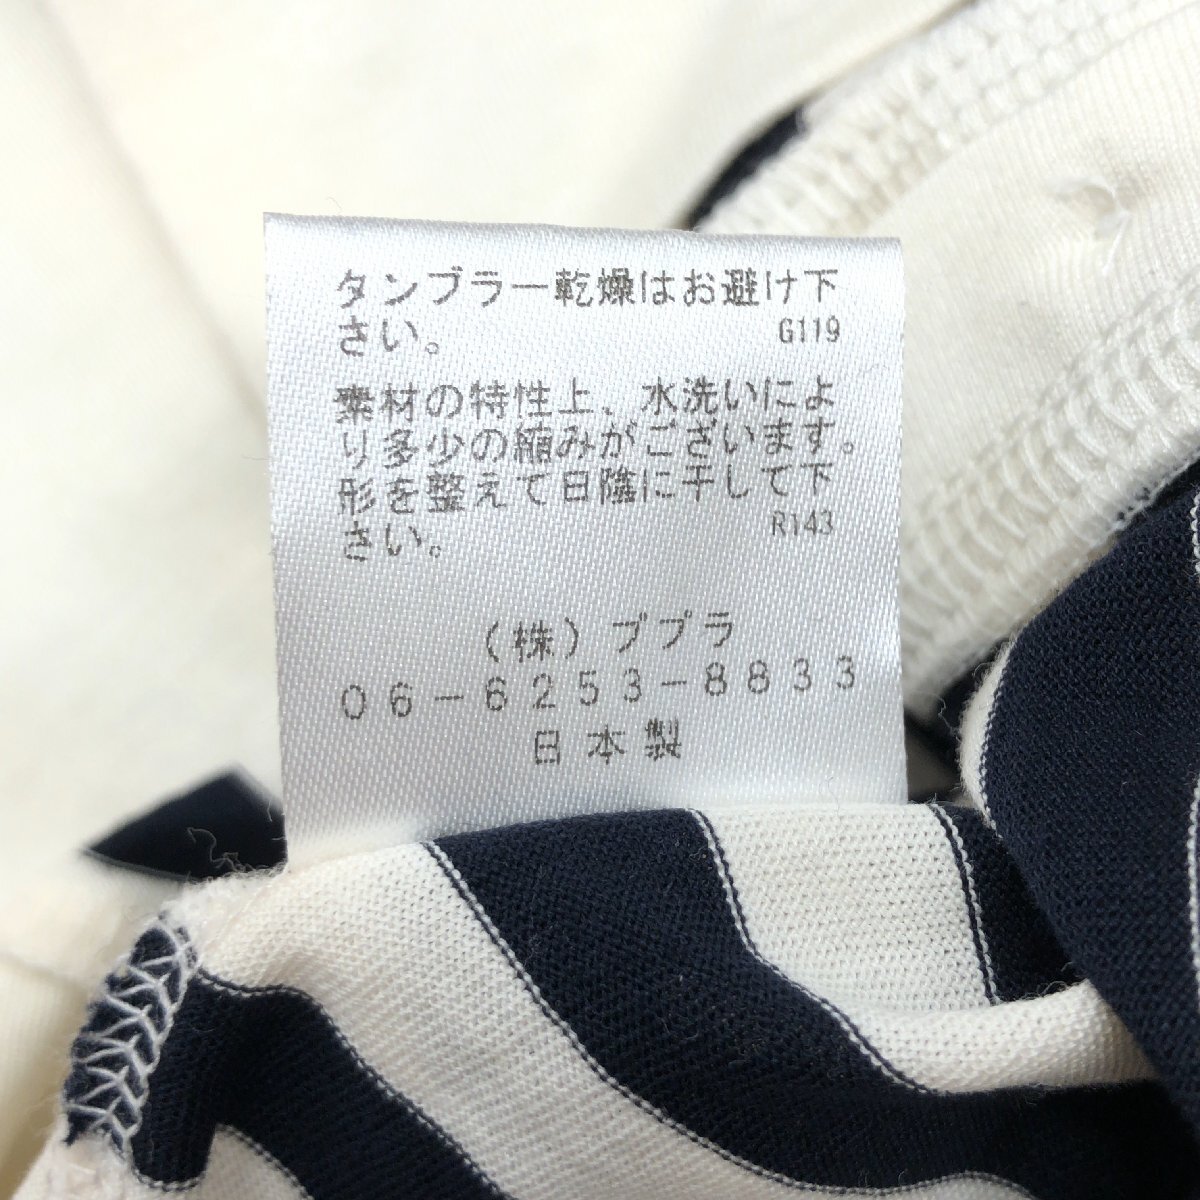 タンブラー乾燥はお避け下
さい。 G119
素材の特性上、水洗いによ
り多少の縮みがございます。
形を整えて日陰に干して下
さい。 R143
(株)ブプラ
06-6253-8833
日本製